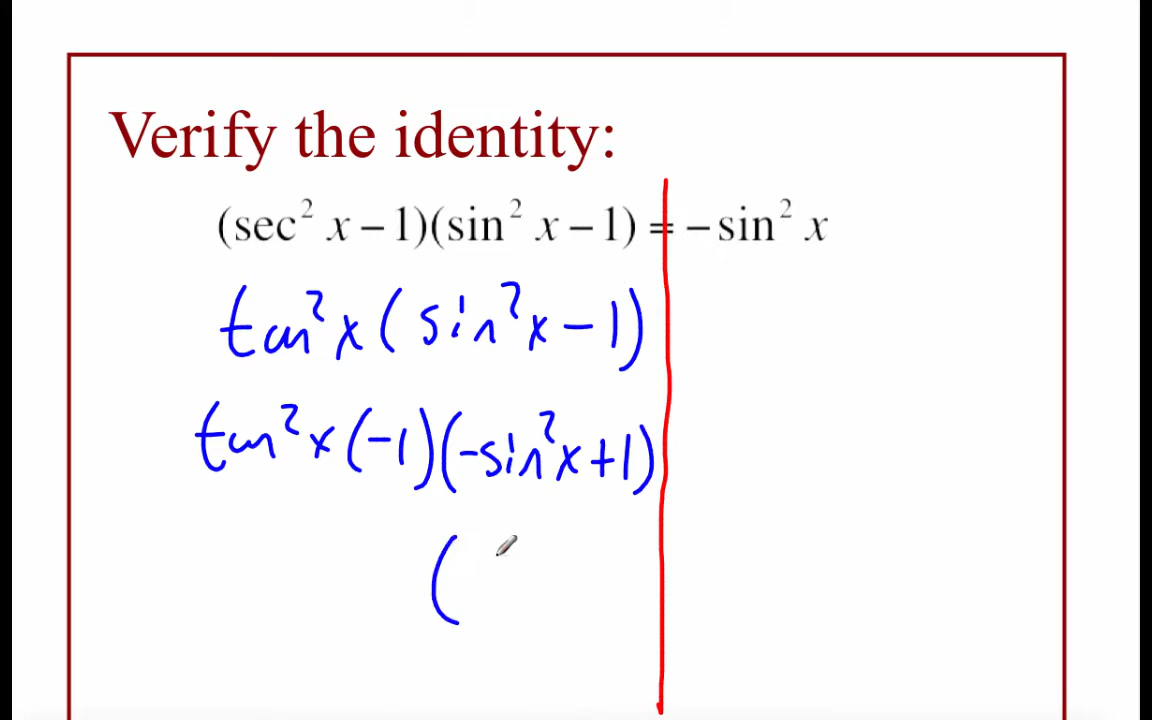 Verify the identity:
(sec² x – 1)(sin² x – 1) = – sin² x
tan²x(sin²x – 1)
tan²x(–1)(–sin²x+1)
(